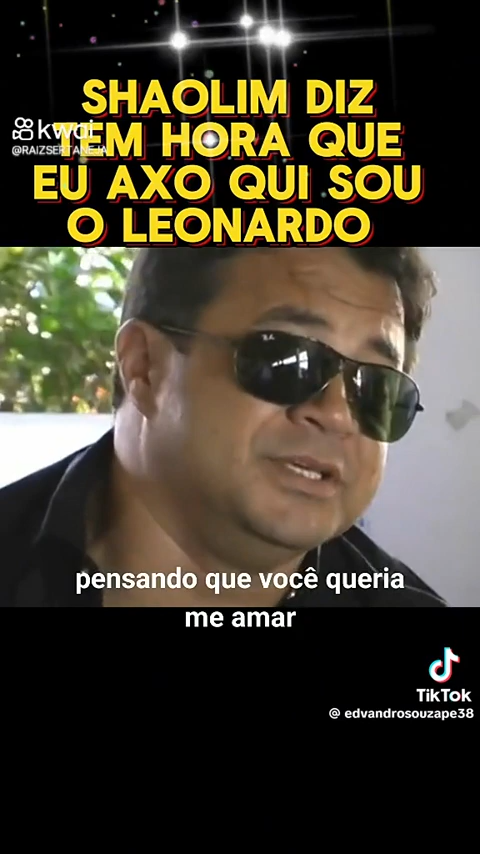 SHAOLIM DIZ
kwai
TEM HORA QUE
@RAIZSERTANEJA
EU AXO QUI SOU
O LEONARDO
pensando que você queria
me amar
TikTok
@ edvandrosouzape38